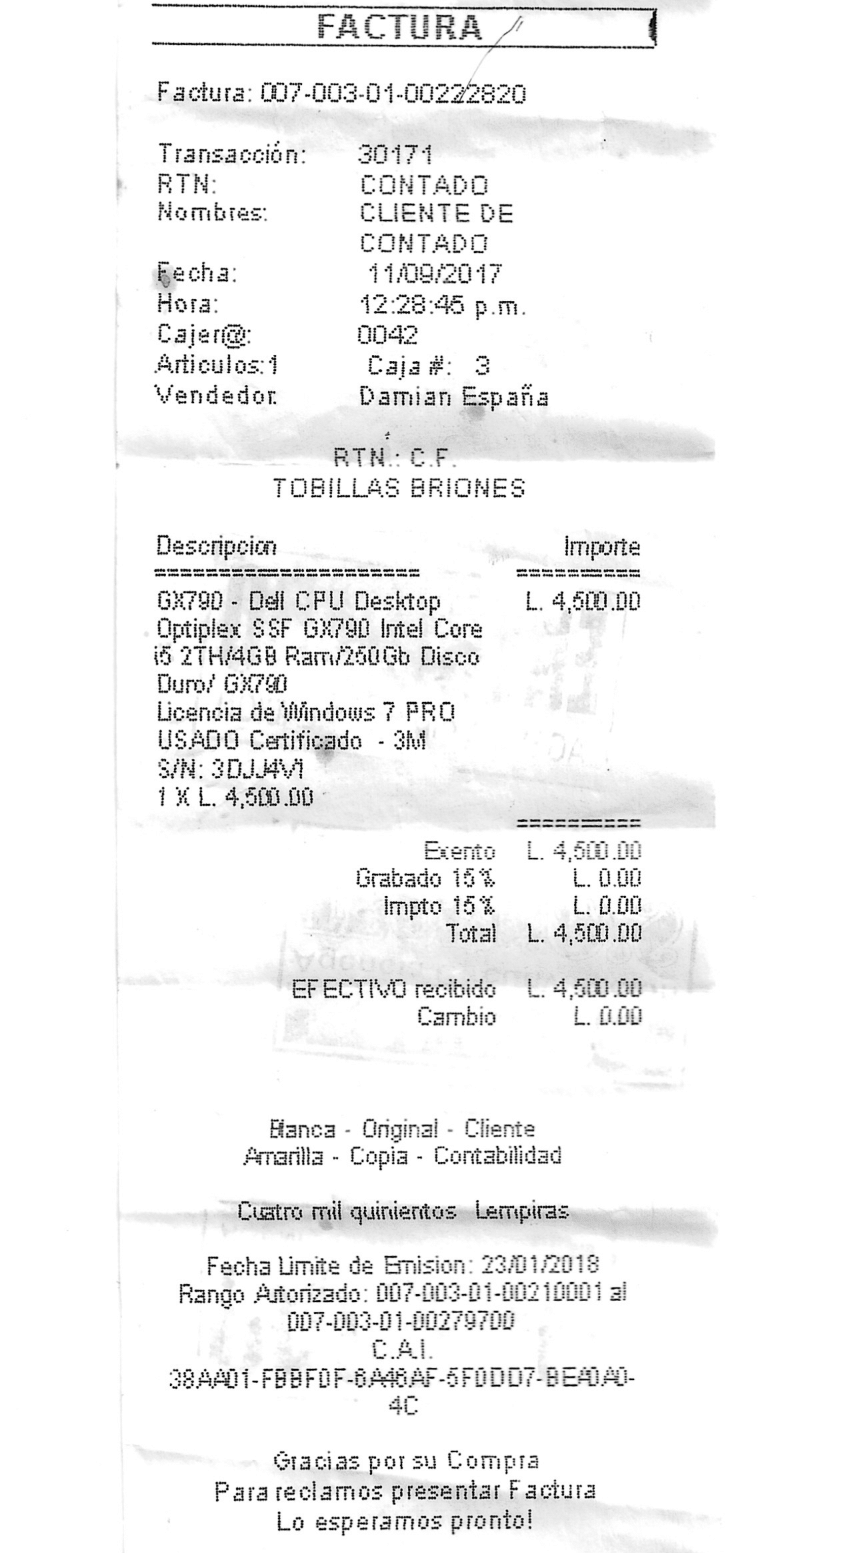 FACTURA
Factura: 007-003-01-00222820
Transacción: 30171
RTN: CONTADO
Nombres: CLIENTE DE
CONTADO
Fecha: 11/09/2017
Hora: 12:28:45 p.m.
Cajer@: 0042
Articulos:1 Caja #: 3
Vendedor: Damian España
RTN.: C.F.
TOBILLAS BRIONES
Descripcion Importe
===================== ==========
GX790 - Dell CPU Desktop L. 4,500.00
Optiplex SSF GX790 Intel Core
i5 2TH/4GB Ram/250Gb Disco
Duro/ GX790
Licencia de Windows 7 PRO
USADO Certificado - 3M
S/N: 3DJJ4V1
1 X L. 4,500.00
==========
Exento L. 4,500.00
Grabado 15% L. 0.00
Impto 15% L. 0.00
Total L. 4,500.00
EFECTIVO recibido L. 4,500.00
Cambio L. 0.00
Blanca - Original - Cliente
Amarilla - Copia - Contabilidad
Cuatro mil quinientos Lempiras
Fecha Limite de Emision: 23/01/2018
Rango Autorizado: 007-003-01-00210001 al
007-003-01-00279700
C.A.I.
38AA01-FBBF0F-6A46AF-5F0DD7-BEA0A0-
4C
Gracias por su Compra
Para reclamos presentar Factura
Lo esperamos pronto!